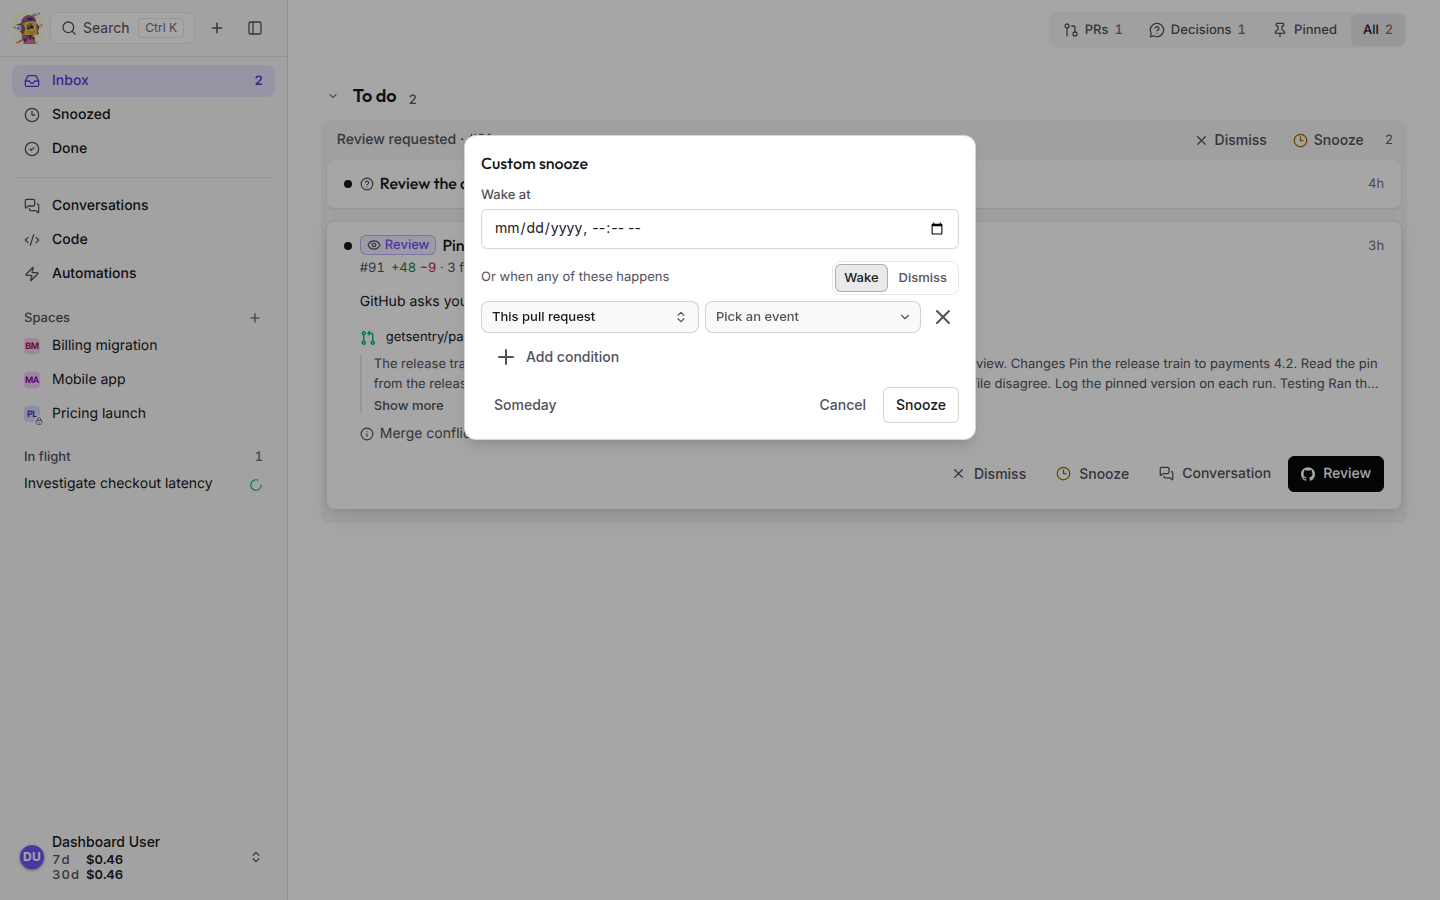 Search Ctrl K
Inbox 2
Snoozed
Done
Conversations
Code
Automations
Spaces
BM Billing migration
MA Mobile app
PL Pricing launch
In flight 1
Investigate checkout latency
DU Dashboard User
7d $0.46
30d $0.46
PRs 1 Decisions 1 Pinned All 2
To do 2
Review requested · Dismiss Snooze 2
Review the 4h
Review 3h
#91 +48 −9 · 3
GitHub asks you
getsentry/pa
The release tra view. Changes Pin the release train to payments 4.2. Read the pin
from the releas file disagree. Log the pinned version on each run. Testing Ran th...
Show more
Merge conflic
Dismiss Snooze Conversation Review
Custom snooze
Wake at
mm/dd/yyyy, --:-- --
Or when any of these happens Wake Dismiss
This pull request Pick an event
Add condition
Someday Cancel Snooze